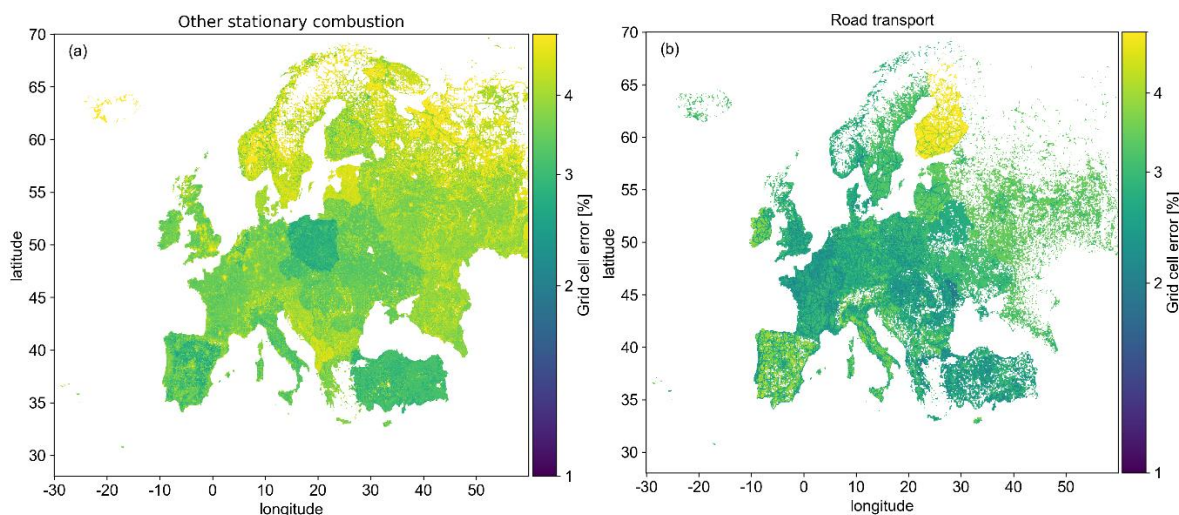 Other stationary combustion
(a)
70
65
60
55
50
45
40
35
30
latitude
-30 -20 -10 0 10 20 30 40 50
longitude
4
3
2
1
Grid cell error [%]
Road transport
(b)
70
65
60
55
50
45
40
35
30
latitude
-30 -20 -10 0 10 20 30 40 50
longitude
4
3
2
1
Grid cell error [%]